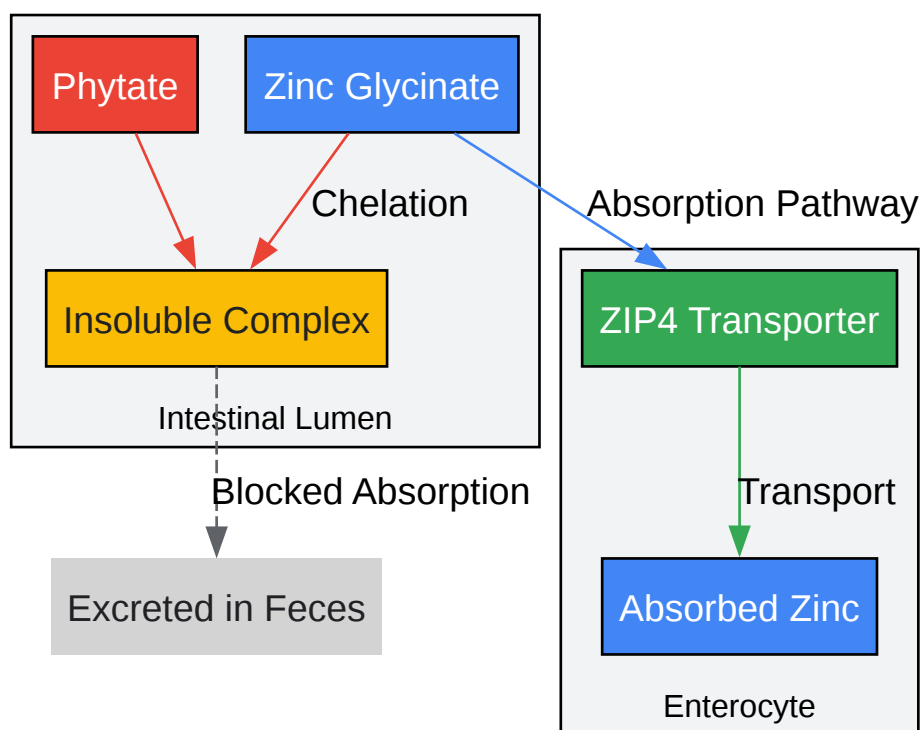 Phytate
Zinc Glycinate
Chelation
Absorption Pathway
Insoluble Complex
ZIP4 Transporter
Intestinal Lumen
Blocked Absorption
Transport
Excreted in Feces
Absorbed Zinc
Enterocyte